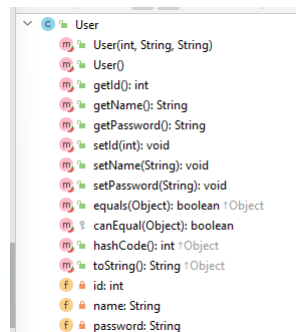 User
User(int, String, String)
User()
getId(): int
getName(): String
getPassword(): String
setId(int): void
setName(String): void
setPassword(String): void
equals(Object): boolean ↑Object
canEqual(Object): boolean
hashCode(): int ↑Object
toString(): String ↑Object
id: int
name: String
password: String